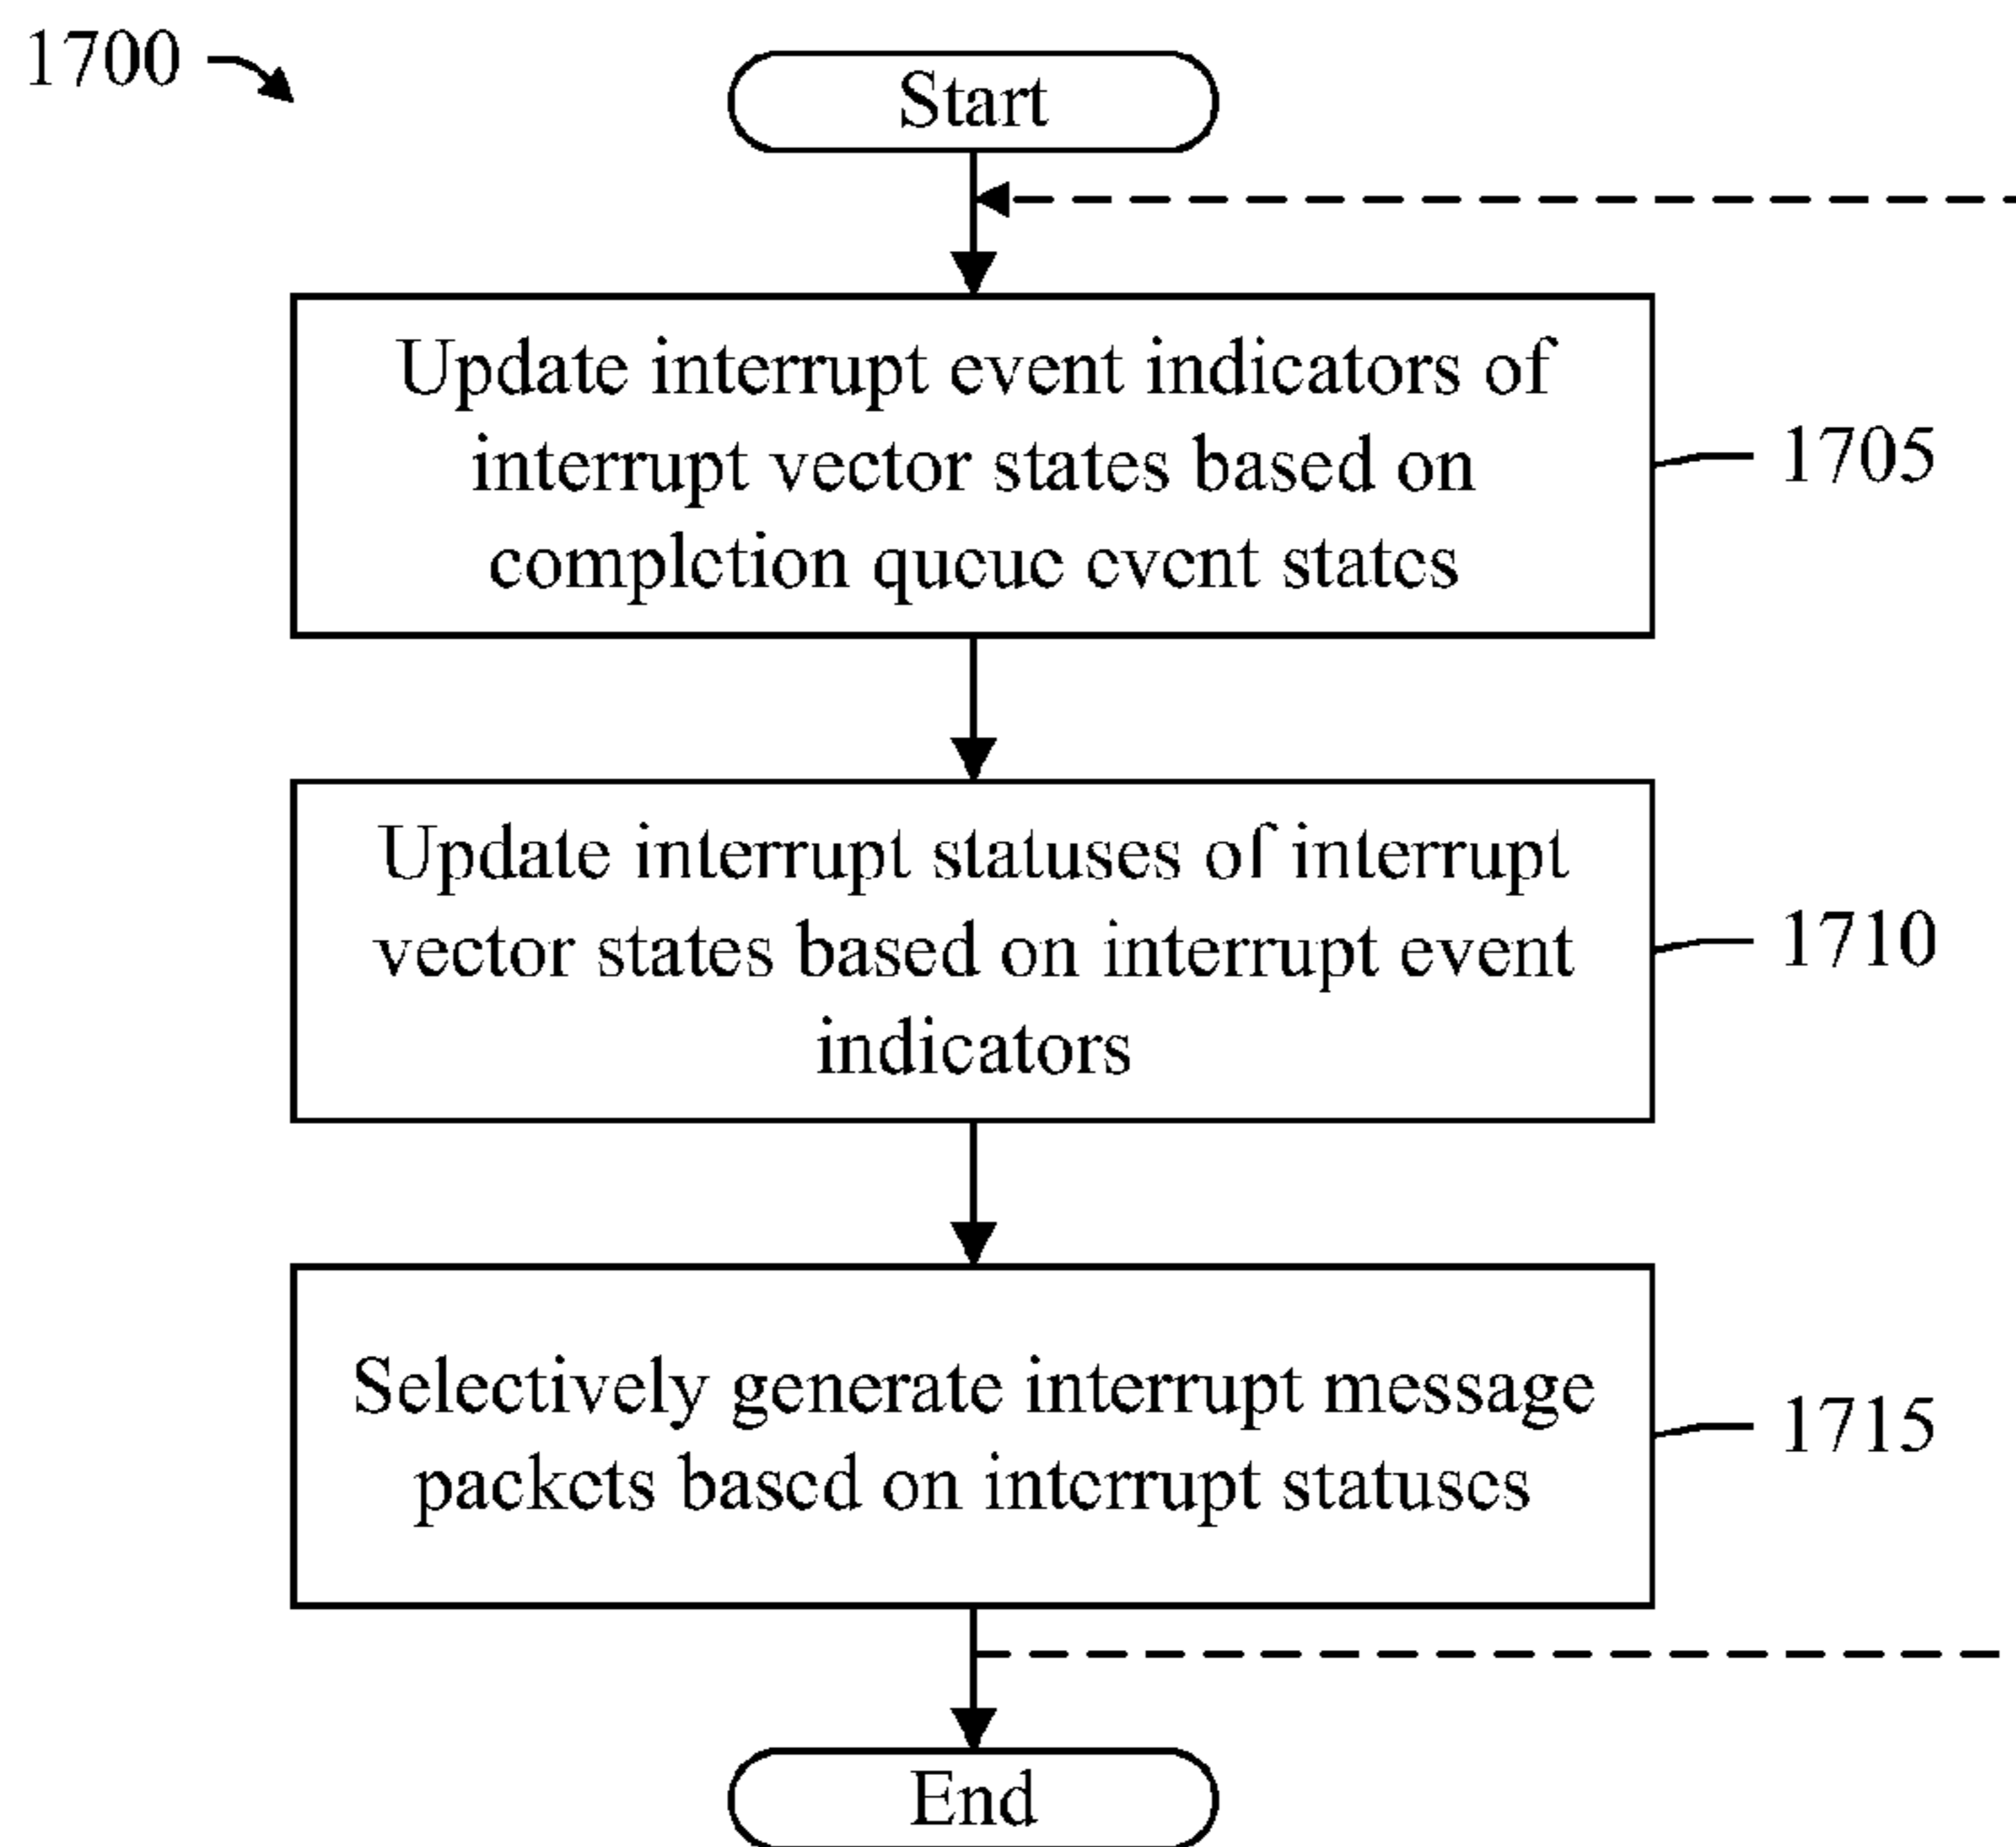 1700
Start
Update interrupt event indicators of
interrupt vector states based on
completion queue event states
1705
Update interrupt statuses of interrupt
vector states based on interrupt event
indicators
1710
Selectively generate interrupt message
packets based on interrupt statuses
1715
End